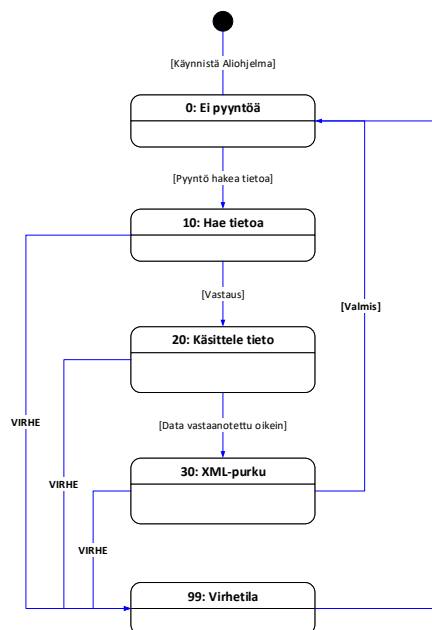 [Käynnistä Aliohjelma]
0: Ei pyyntöä
[Pyyntö hakea tietoa]
10: Hae tietoa
[Vastaus]
[Valmis]
20: Käsittele tieto
[Data vastaanotettu oikein]
VIRHE
30: XML-purku
VIRHE
VIRHE
99: Virhetila